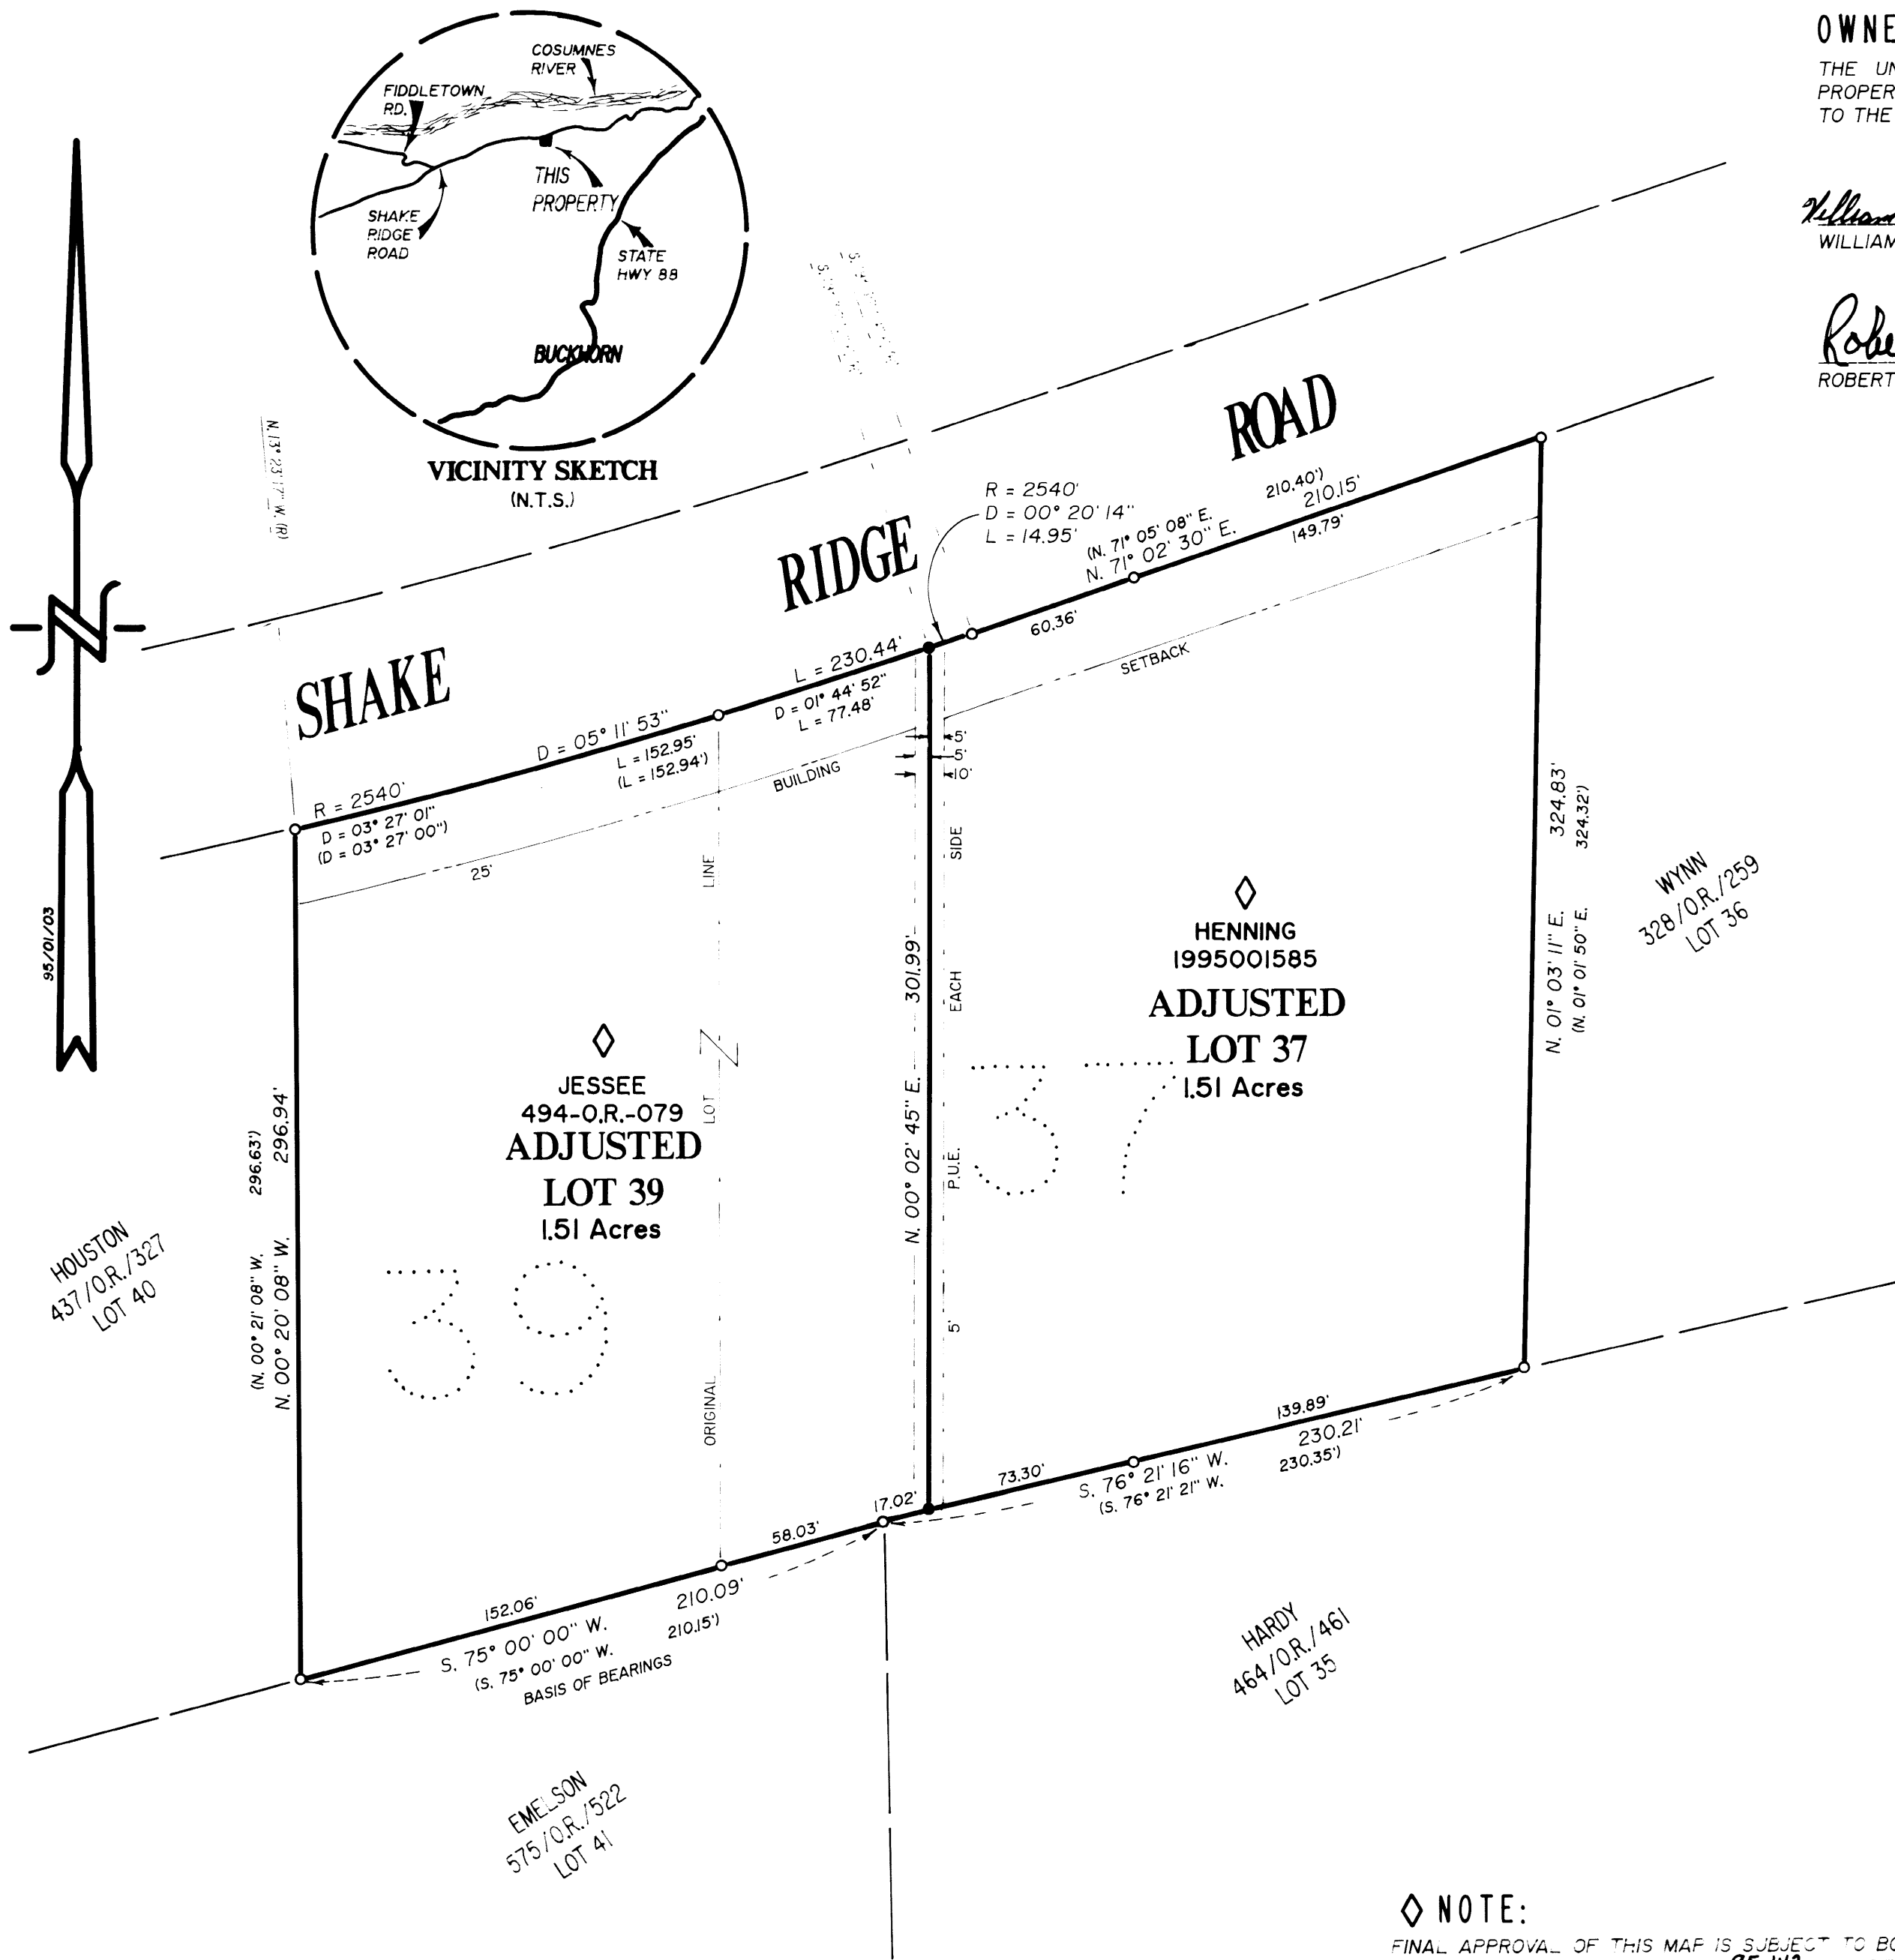 COSUMNES
RIVER
FIDDLETOWN
RD.
THIS
PROPERTY
SHAKE
RIDGE
ROAD
STATE
HWY 88
BUCKHORN
VICINITY SKETCH
(N.T.S.)
OWNE
THE UN
PROPER
TO THE
William
WILLIAM
Robe
ROBERT
N
95/01/03
N. 13° 23' 17" W. (R)
SHAKE RIDGE ROAD
R = 2540'
D = 00° 20' 14"
L = 14.95'
210.40')
210.15'
(N. 71° 05' 08" E.
N. 71° 02' 30" E.
149.79'
60.36'
SETBACK
L = 230.44'
D = 01° 44' 52"
L = 77.48'
D = 05° 11' 53"
L = 152.95'
(L = 152.94')
R = 2540'
D = 03° 27' 01"
(D = 03° 27' 00")
BUILDING
25'
5'
5'
10'
ORIGINAL LOT LINE
Z
5' P.U.E. EACH SIDE
N. 00° 02' 45" E. 301.99'
324.83'
324.32')
N. 01° 03' 11" E.
(N. 01° 01' 50" E.
WYNN
328/O.R./259
LOT 36
HENNING
1995001585
ADJUSTED
LOT 37
1.51 Acres
37
JESSEE
494-O.R.-079
ADJUSTED
LOT 39
1.51 Acres
39
296.63')
296.94'
(N. 00° 21' 08" W.
N. 00° 20' 08" W.
HOUSTON
437/O.R./327
LOT 40
139.89'
230.21'
230.35')
73.30'
S. 76° 21' 16" W.
(S. 76° 21' 21" W.
17.02'
58.03'
152.06'
210.09'
210.15')
S. 75° 00' 00" W.
(S. 75° 00' 00" W.
BASIS OF BEARINGS
HARDY
464/O.R./461
LOT 35
EMELSON
575/O.R./522
LOT 41
NOTE:
FINAL APPROVAL OF THIS MAP IS SUBJECT TO BO